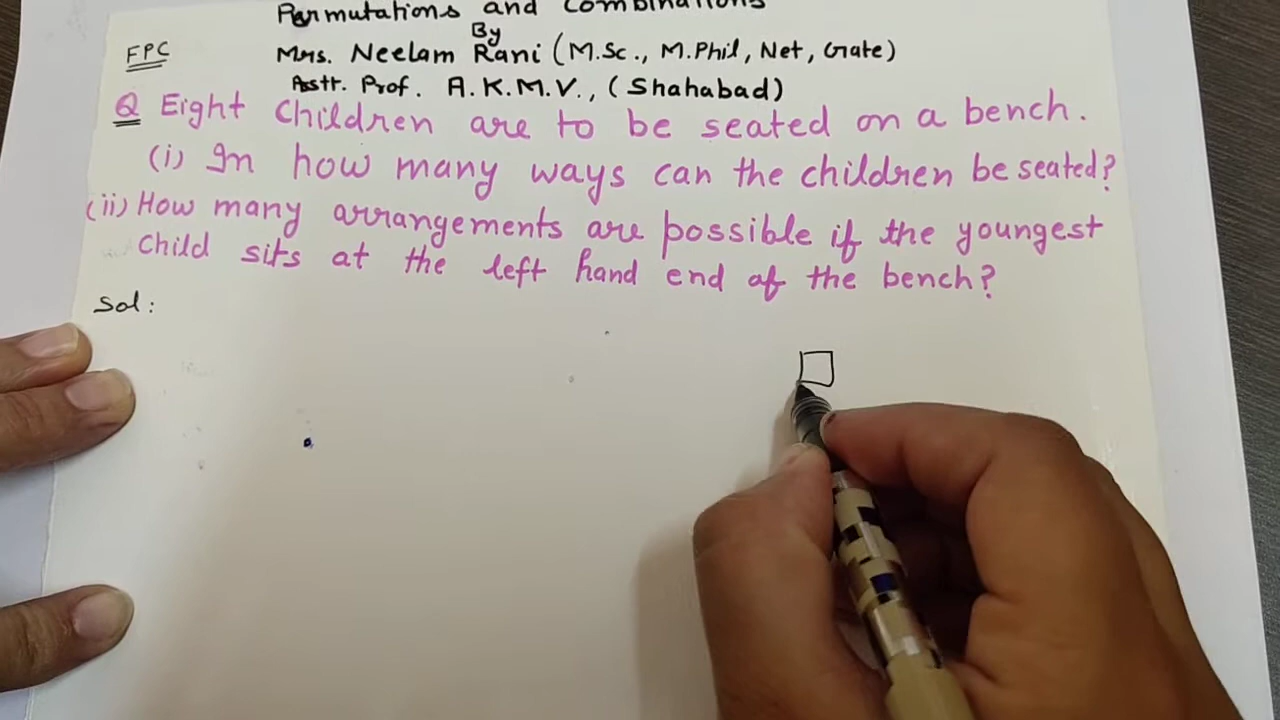 Permutations and Combinations
By
FPC
Mrs. Neelam Rani (M.Sc., M.Phil, Net, Gate)
Asstt. Prof. A.K.M.V., (Shahabad)
Q Eight Children are to be seated on a bench.
(i) In how many ways can the children be seated?
(ii) How many arrangements are possible if the youngest
Child sits at the left hand end of the bench?
Sol: